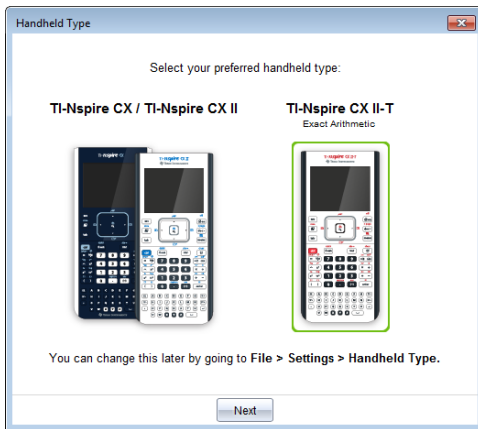 Handheld Type
Select your preferred handheld type:
TI-Nspire CX / TI-Nspire CX II
TI-Nspire CX II-T
Exact Arithmetic
You can change this later by going to File > Settings > Handheld Type.
Next